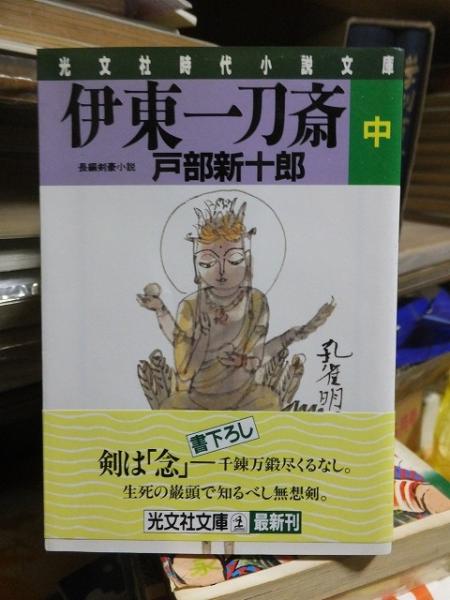 光文社時代小説文庫
伊東一刀斎
中
長編剣豪小説
戸部新十郎
孔雀明
書下ろし
剣は「念」―千錬万鍛尽くるなし。
生死の巌頭で知るべし無想剣。
光文社文庫 最新刊